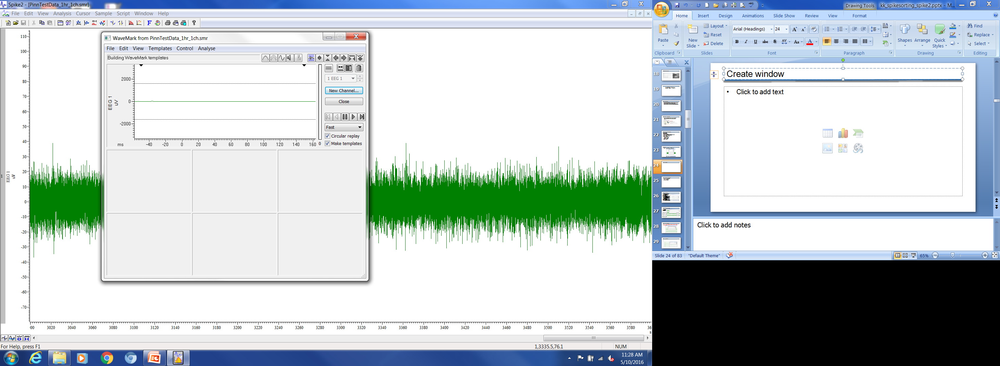 Spike2 - [PinnTestData_1hr_1ch.smr]
File Edit View Analysis Cursor Sample Script Window Help
110
100
90
80
70
60
50
40
30
20
10
0
-10
-20
-30
-40
-50
-60
-70
1
EEG 1
uV
00 3020 3040 3060 3080 3100 3120 3140 3160 3180 3200 3220 3240 3260 3280 3300 3320 3340 3360 3380 3400 3420 3440 3460 3480 3500 3520 3540 3560 3580 36
s
WaveMark from PinnTestData_1hr_1ch.smr
File Edit View Templates Control Analyse
Building WaveMark templates
2000
0
-2000
EEG 1
uV
ms -40 -20 0 20 40 60 80 100 120 140 160 0
1 EEG 1
New Channel...
Close
Fast
Circular replay
Make templates
For Help, press F1
1,3335.5,76.1
NUM
11:28 AM
5/10/2016
Drawing Tools kk_spikesorting_spike2.pptx - M...
Home Insert Design Animations Slide Show Review View Format
Paste
Clipboard
New Slide
Layout
Reset
Delete
Slides
Arial (Headings) 24
B I U abc S AV Aa A
Font
Paragraph
Shapes Arrange Quick Styles
Drawing
Find
Replace
Select
Editing
18
19
DETECTION
20
21
22
23
24
25
26
27
28
29
Create window
• Click to add text
Click to add notes
Slide 24 of 83 "Default Theme" 65%